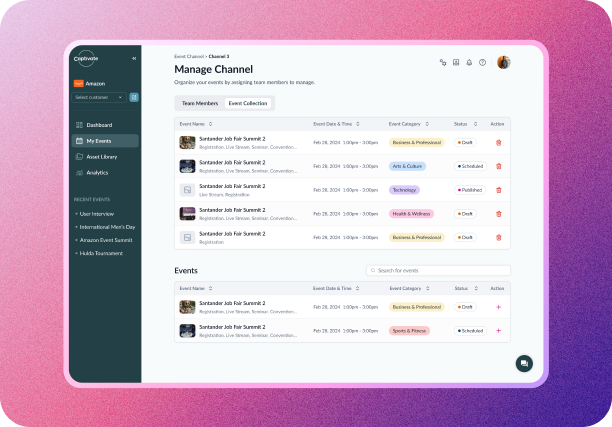 Captivate
«
Amazon
Select customer
Dashboard
My Events
Asset Library
Analytics
RECENT EVENTS
User Interview
International Men's Day
Amazon Event Summit
Hulda Tournament
Event Channel > Channel 3
Manage Channel
Organize your events by assigning team members to manage.
Team Members Event Collection
Event Name Event Date & Time Event Category Status Action
Santander Job Fair Summit 2
Registration, Live Stream, Seminar, Convention...
Feb 28, 2024 1:00pm - 3:00pm Business & Professional Draft
Santander Job Fair Summit 2
Registration, Live Stream, Seminar, Convention...
Feb 28, 2024 1:00pm - 3:00pm Arts & Culture Scheduled
Santander Job Fair Summit 2
Live Stream, Registration
Feb 28, 2024 1:00pm - 3:00pm Technology Published
Santander Job Fair Summit 2
Registration, Live Stream, Seminar, Convention...
Feb 28, 2024 1:00pm - 3:00pm Health & Wellness Draft
Santander Job Fair Summit 2
Registration
Feb 28, 2024 1:00pm - 3:00pm Business & Professional Draft
Events
Search for events
Event Name Event Date & Time Event Category Status Action
Santander Job Fair Summit 2
Registration, Live Stream, Seminar, Convention...
Feb 28, 2024 1:00pm - 3:00pm Business & Professional Draft +
Santander Job Fair Summit 2
Registration, Live Stream, Seminar, Convention...
Feb 28, 2024 1:00pm - 3:00pm Sports & Fitness Scheduled +